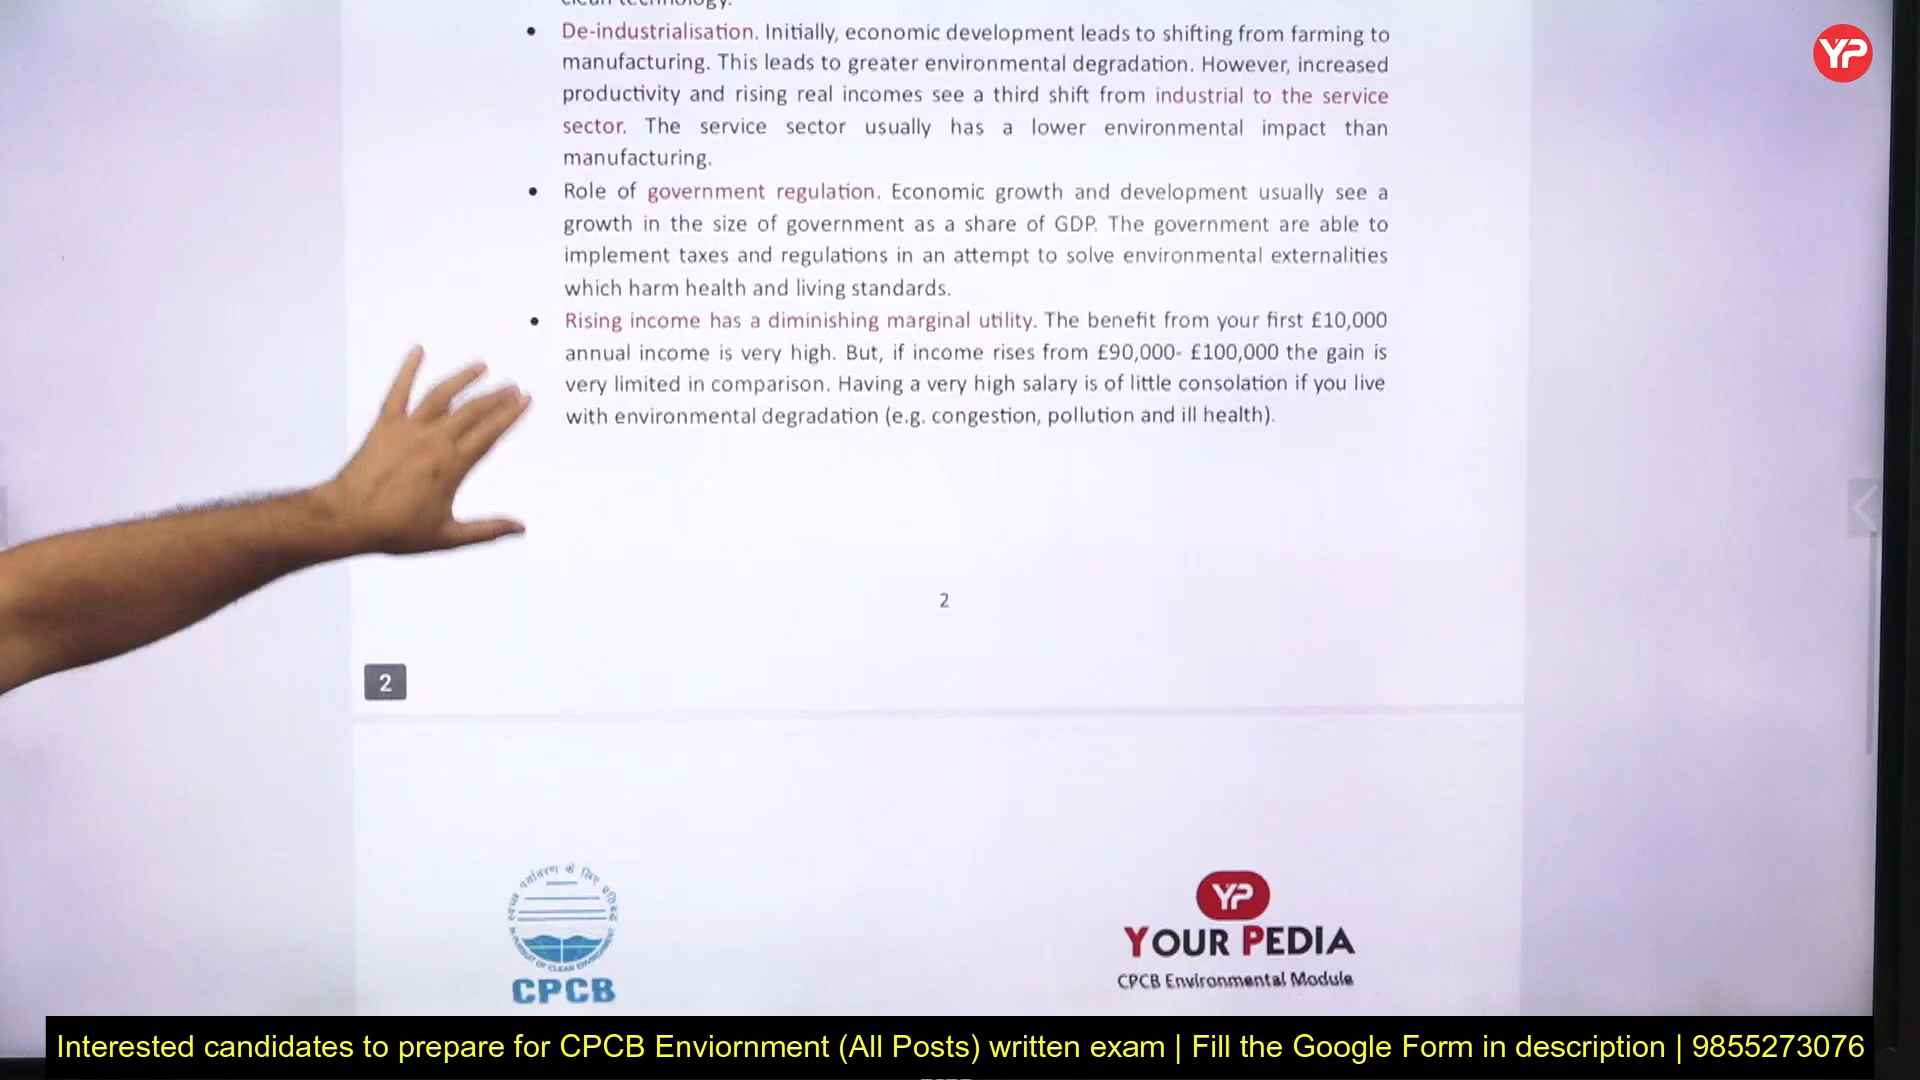 De-industrialisation. Initially, economic development leads to shifting from farming to
manufacturing. This leads to greater environmental degradation. However, increased
productivity and rising real incomes see a third shift from industrial to the service
sector. The service sector usually has a lower environmental impact than
manufacturing.
Role of government regulation. Economic growth and development usually see a
growth in the size of government as a share of GDP. The government are able to
implement taxes and regulations in an attempt to solve environmental externalities
which harm health and living standards.
Rising income has a diminishing marginal utility. The benefit from your first £10,000
annual income is very high. But, if income rises from £90,000- £100,000 the gain is
very limited in comparison. Having a very high salary is of little consolation if you live
with environmental degradation (e.g. congestion, pollution and ill health).
2
2
CPCB
YP
YOUR PEDIA
CPCB Environmental Module
YP
Interested candidates to prepare for CPCB Enviornment (All Posts) written exam | Fill the Google Form in description | 9855273076